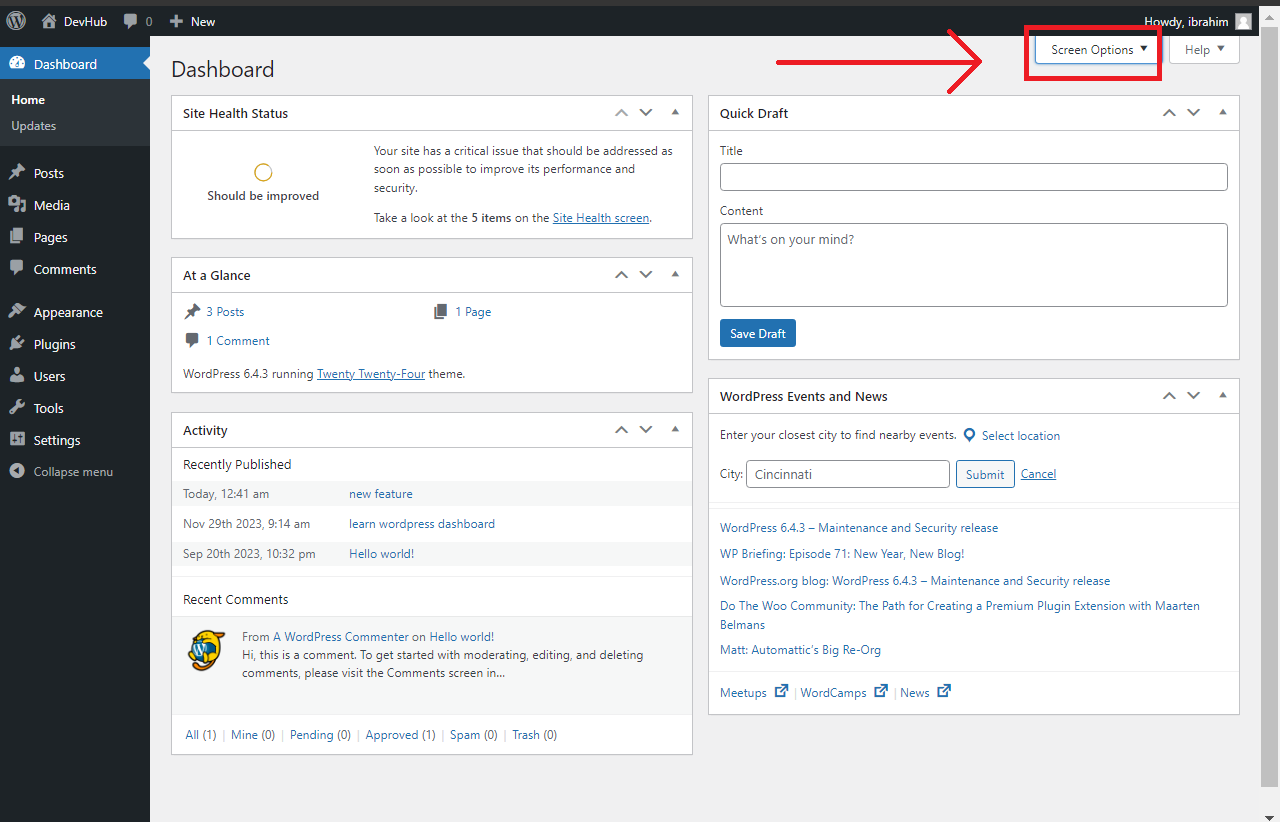 DevHub 0 New Howdy, ibrahim
Screen Options Help
Dashboard
Home
Updates
Posts
Media
Pages
Comments
Appearance
Plugins
Users
Tools
Settings
Collapse menu
Dashboard
Site Health Status
Should be improved
Your site has a critical issue that should be addressed as
soon as possible to improve its performance and
security.
Take a look at the 5 items on the Site Health screen.
At a Glance
3 Posts 1 Page
1 Comment
WordPress 6.4.3 running Twenty Twenty-Four theme.
Activity
Recently Published
Today, 12:41 am new feature
Nov 29th 2023, 9:14 am learn wordpress dashboard
Sep 20th 2023, 10:32 pm Hello world!
Recent Comments
From A WordPress Commenter on Hello world!
Hi, this is a comment. To get started with moderating, editing, and deleting
comments, please visit the Comments screen in…
All (1) | Mine (0) | Pending (0) | Approved (1) | Spam (0) | Trash (0)
Quick Draft
Title
Content
What's on your mind?
Save Draft
WordPress Events and News
Enter your closest city to find nearby events. Select location
City: Cincinnati Submit Cancel
WordPress 6.4.3 – Maintenance and Security release
WP Briefing: Episode 71: New Year, New Blog!
WordPress.org blog: WordPress 6.4.3 – Maintenance and Security release
Do The Woo Community: The Path for Creating a Premium Plugin Extension with Maarten
Belmans
Matt: Automattic's Big Re-Org
Meetups | WordCamps | News